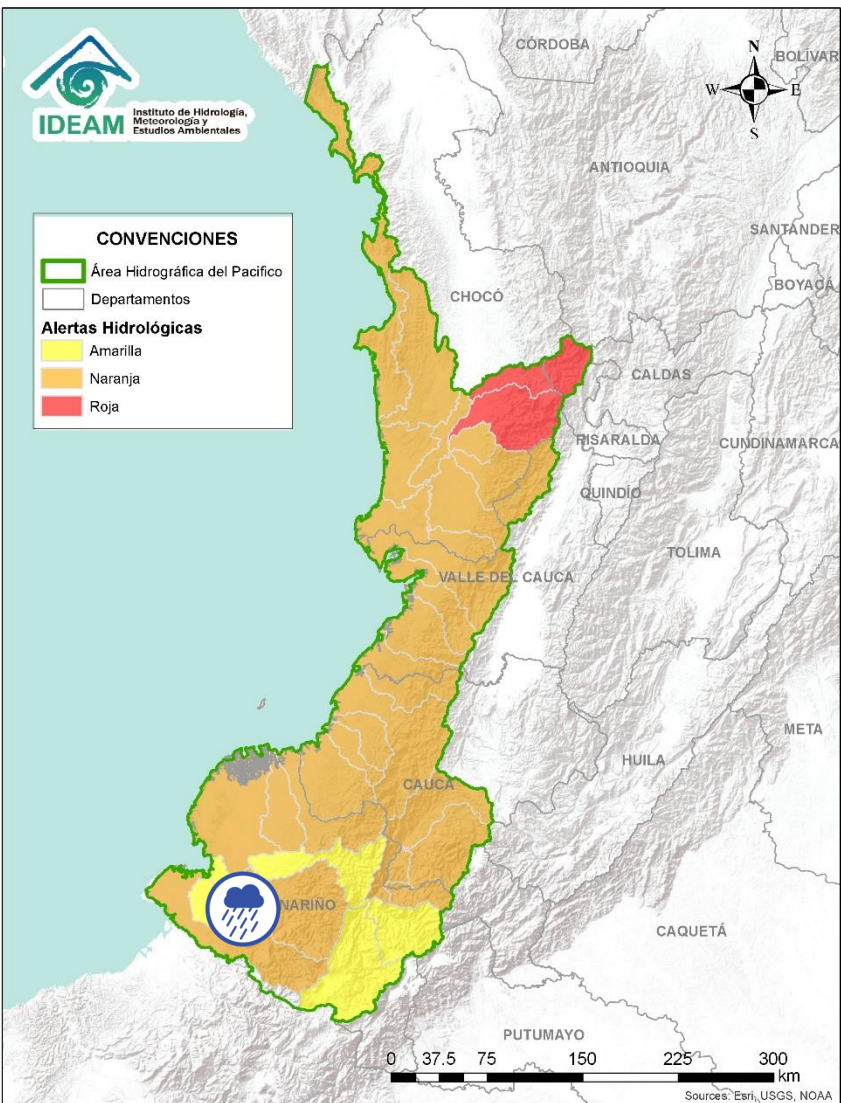 IDEAM
Instituto de Hidrología,
Meteorología y
Estudios Ambientales
CÓRDOBA
N
BOLÍVAR
W
E
S
ANTIOQUIA
SANTANDER
CONVENCIONES
Área Hidrográfica del Pacifico
Departamentos
Alertas Hidrológicas
Amarilla
Naranja
Roja
BOYACÁ
CHOCÓ
CALDAS
RISARALDA
CUNDINAMARCA
QUINDÍO
TOLIMA
VALLE DEL CAUCA
META
HUILA
CAUCA
NARIÑO
CAQUETÁ
PUTUMAYO
0 37.5 75 150 225 300
km
Sources: Esri, USGS, NOAA